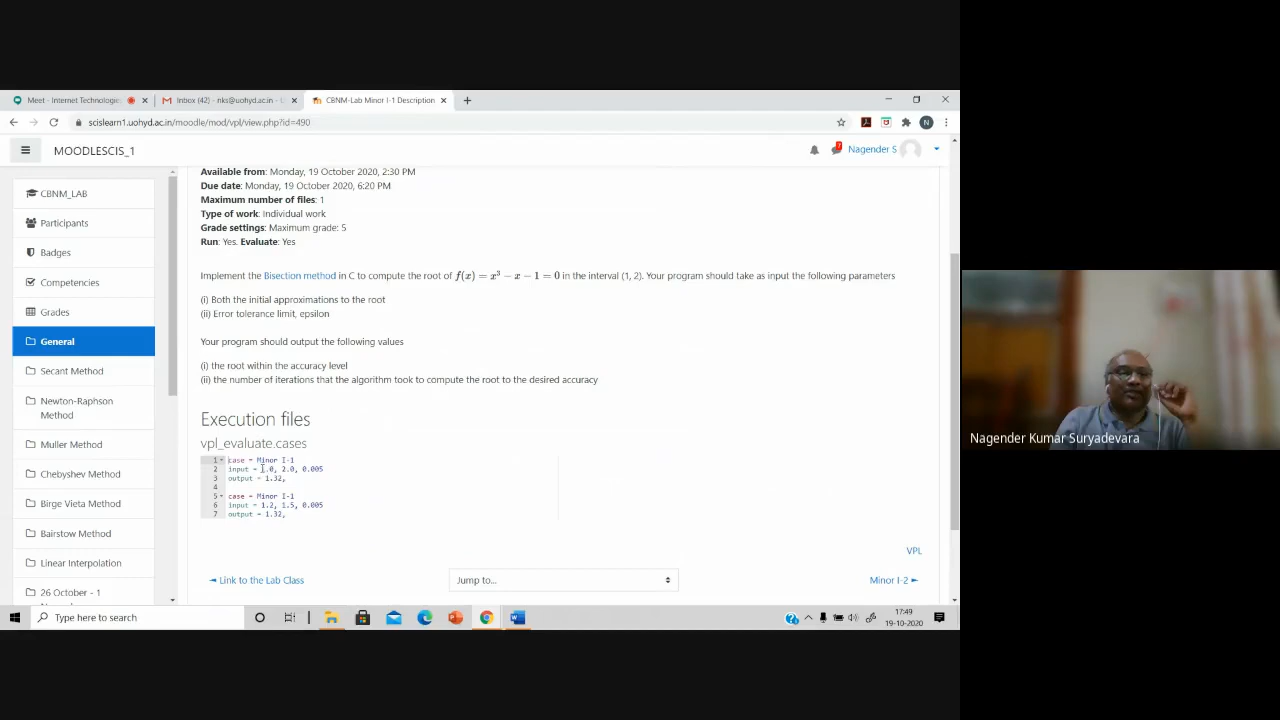 Meet - Internet Technologie
Inbox (42) - nks@uohyd.ac.in -
CBNM-Lab Minor I-1 Description
scislearn1.uohyd.ac.in/moodle/mod/vpl/view.php?id=490
MOODLESCIS_1
Nagender S
CBNM_LAB
Participants
Badges
Competencies
Grades
General
Secant Method
Newton-Raphson
Method
Muller Method
Chebyshev Method
Birge Vieta Method
Bairstow Method
Linear Interpolation
26 October - 1
Available from: Monday, 19 October 2020, 2:30 PM
Due date: Monday, 19 October 2020, 6:20 PM
Maximum number of files: 1
Type of work: Individual work
Grade settings: Maximum grade: 5
Run: Yes. Evaluate: Yes
Implement the Bisection method in C to compute the root of f(x) = x³ − x − 1 = 0 in the interval (1, 2). Your program should take as input the following parameters
(i) Both the initial approximations to the root
(ii) Error tolerance limit, epsilon
Your program should output the following values
(i) the root within the accuracy level
(ii) the number of iterations that the algorithm took to compute the root to the desired accuracy
Execution files
vpl_evaluate.cases
1 case = Minor I-1
2 input = 1.0, 2.0, 0.005
3 output = 1.32,
4
5 case = Minor I-1
6 input = 1.2, 1.5, 0.005
7 output = 1.32,
VPL
◄ Link to the Lab Class
Jump to...
Minor I-2 ►
Type here to search
17:49
19-10-2020
Nagender Kumar Suryadevara